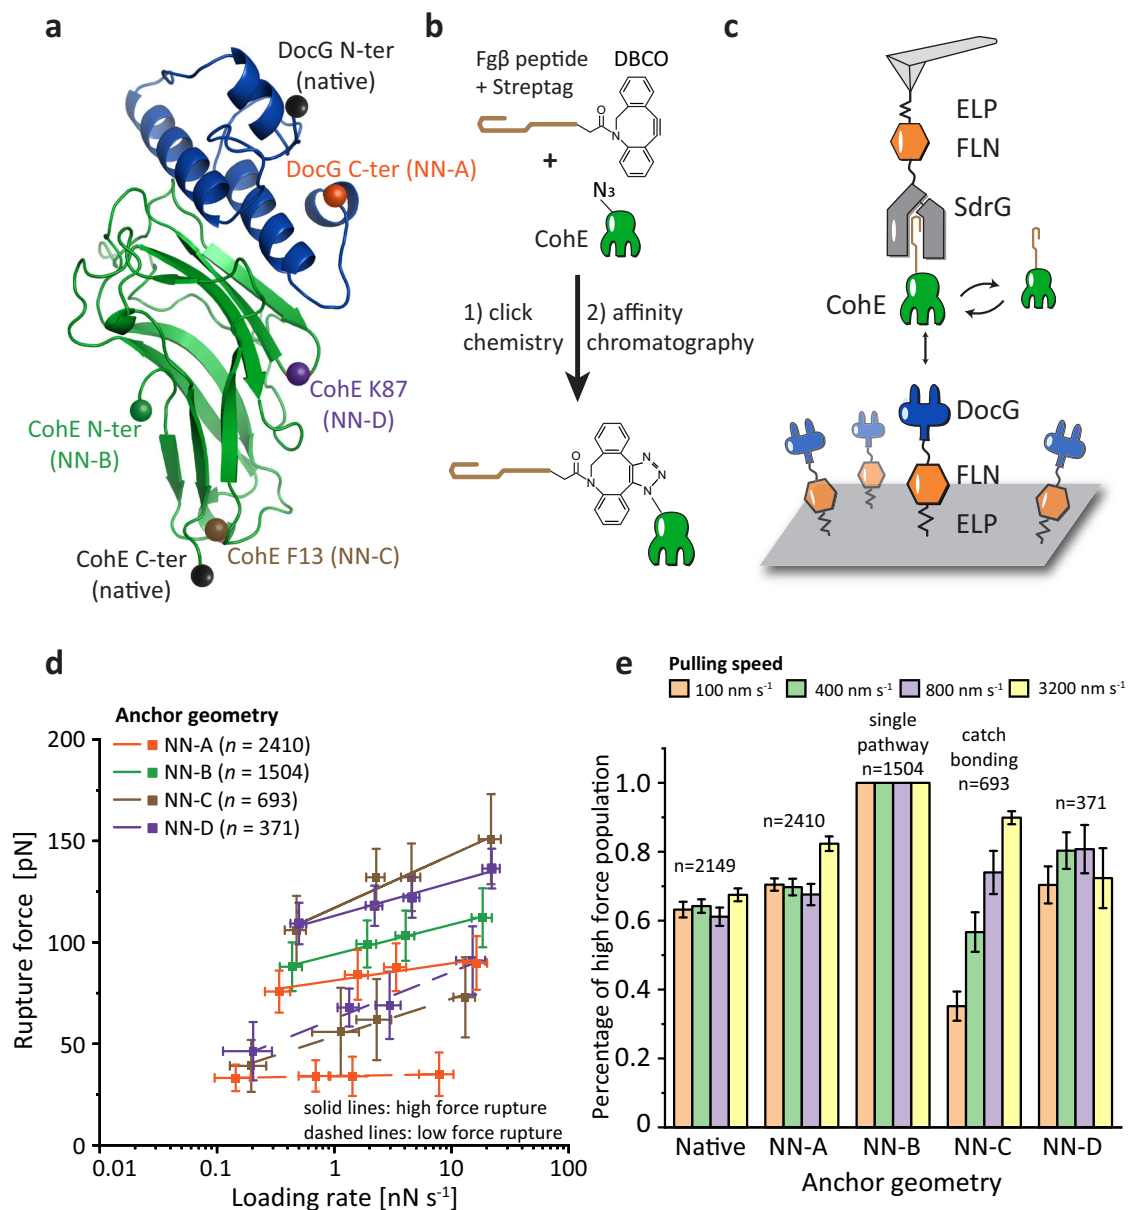 a
DocG N-ter
(native)
DocG C-ter (NN-A)
CohE K87
(NN-D)
CohE N-ter
(NN-B)
CohE F13 (NN-C)
CohE C-ter
(native)
b
Fgβ peptide
+ Streptag
DBCO
O
N
+
N₃
CohE
1) click
chemistry
2) affinity
chromatography
O
N
N
N
N
c
ELP
FLN
SdrG
CohE
DocG
FLN
ELP
d
Anchor geometry
NN-A (n = 2410)
NN-B (n = 1504)
NN-C (n = 693)
NN-D (n = 371)
Rupture force [pN]
200
150
100
50
0
solid lines: high force rupture
dashed lines: low force rupture
0.01
0.1
1
10
100
Loading rate [nN s⁻¹]
e
Pulling speed
100 nm s⁻¹
400 nm s⁻¹
800 nm s⁻¹
3200 nm s⁻¹
Percentage of high force population
1.0
0.8
0.6
0.4
0.2
0
n=2149
n=2410
single
pathway
n=1504
catch
bonding
n=693
n=371
Native
NN-A
NN-B
NN-C
NN-D
Anchor geometry